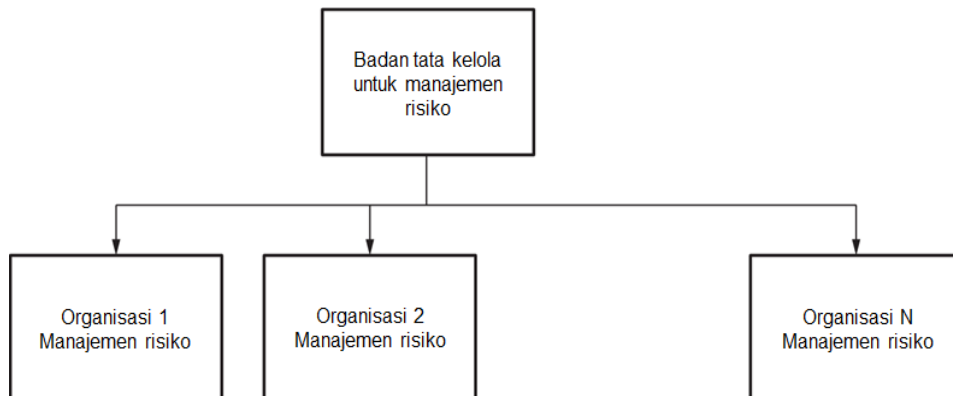 Badan tata kelola
untuk manajemen
risiko
Organisasi 1
Manajemen risiko
Organisasi 2
Manajemen risiko
Organisasi N
Manajemen risiko